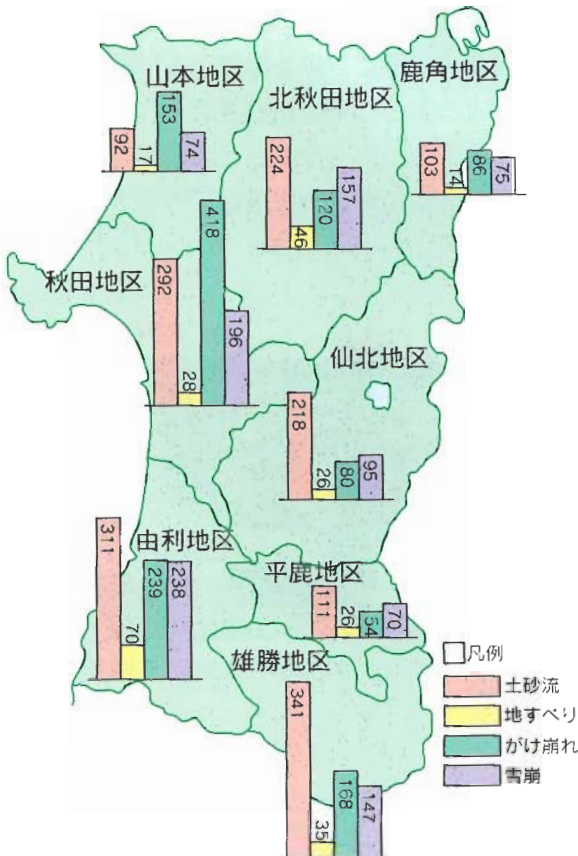 山本地区
92
17
153
74
北秋田地区
224
46
120
157
鹿角地区
103
14
86
75
秋田地区
292
28
418
196
仙北地区
218
26
80
95
由利地区
311
70
239
238
平鹿地区
111
26
54
70
雄勝地区
341
35
168
147
凡例
土砂流
地すべり
がけ崩れ
雪崩